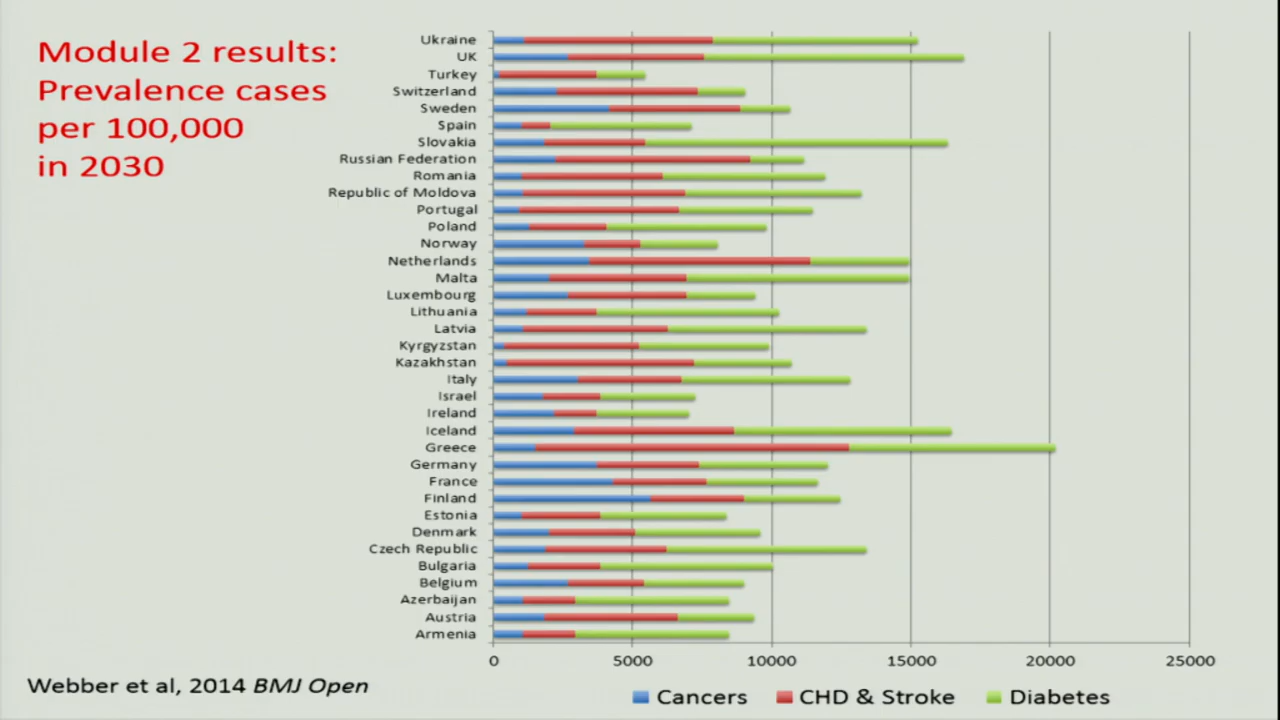 Module 2 results:
Prevalence cases
per 100,000
in 2030
Ukraine
UK
Turkey
Switzerland
Sweden
Spain
Slovakia
Russian Federation
Romania
Republic of Moldova
Portugal
Poland
Norway
Netherlands
Malta
Luxembourg
Lithuania
Latvia
Kyrgyzstan
Kazakhstan
Italy
Israel
Ireland
Iceland
Greece
Germany
France
Finland
Estonia
Denmark
Czech Republic
Bulgaria
Belgium
Azerbaijan
Austria
Armenia
0 5000 10000 15000 20000 25000
Webber et al, 2014 BMJ Open
Cancers CHD & Stroke Diabetes